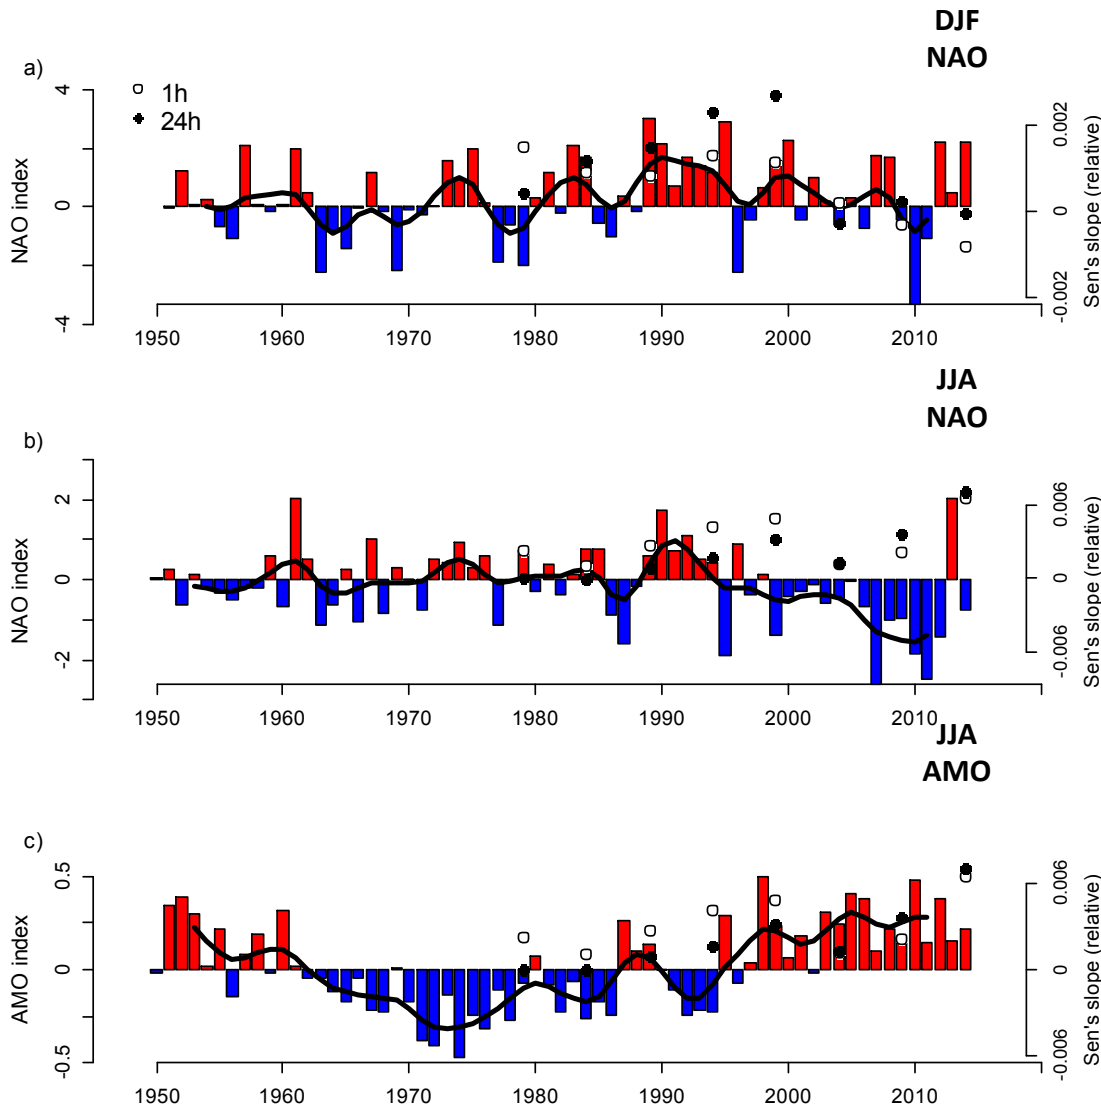 DJF
NAO
a)
1h
24h
4
2
0
-4
NAO index
0.002
0
-0.002
Sen's slope (relative)
1950 1960 1970 1980 1990 2000 2010
JJA
NAO
b)
2
1
0
-2
NAO index
0.006
0
-0.006
Sen's slope (relative)
1950 1960 1970 1980 1990 2000 2010
JJA
AMO
c)
0.5
0
-0.5
AMO index
0.006
0
-0.006
Sen's slope (relative)
1950 1960 1970 1980 1990 2000 2010